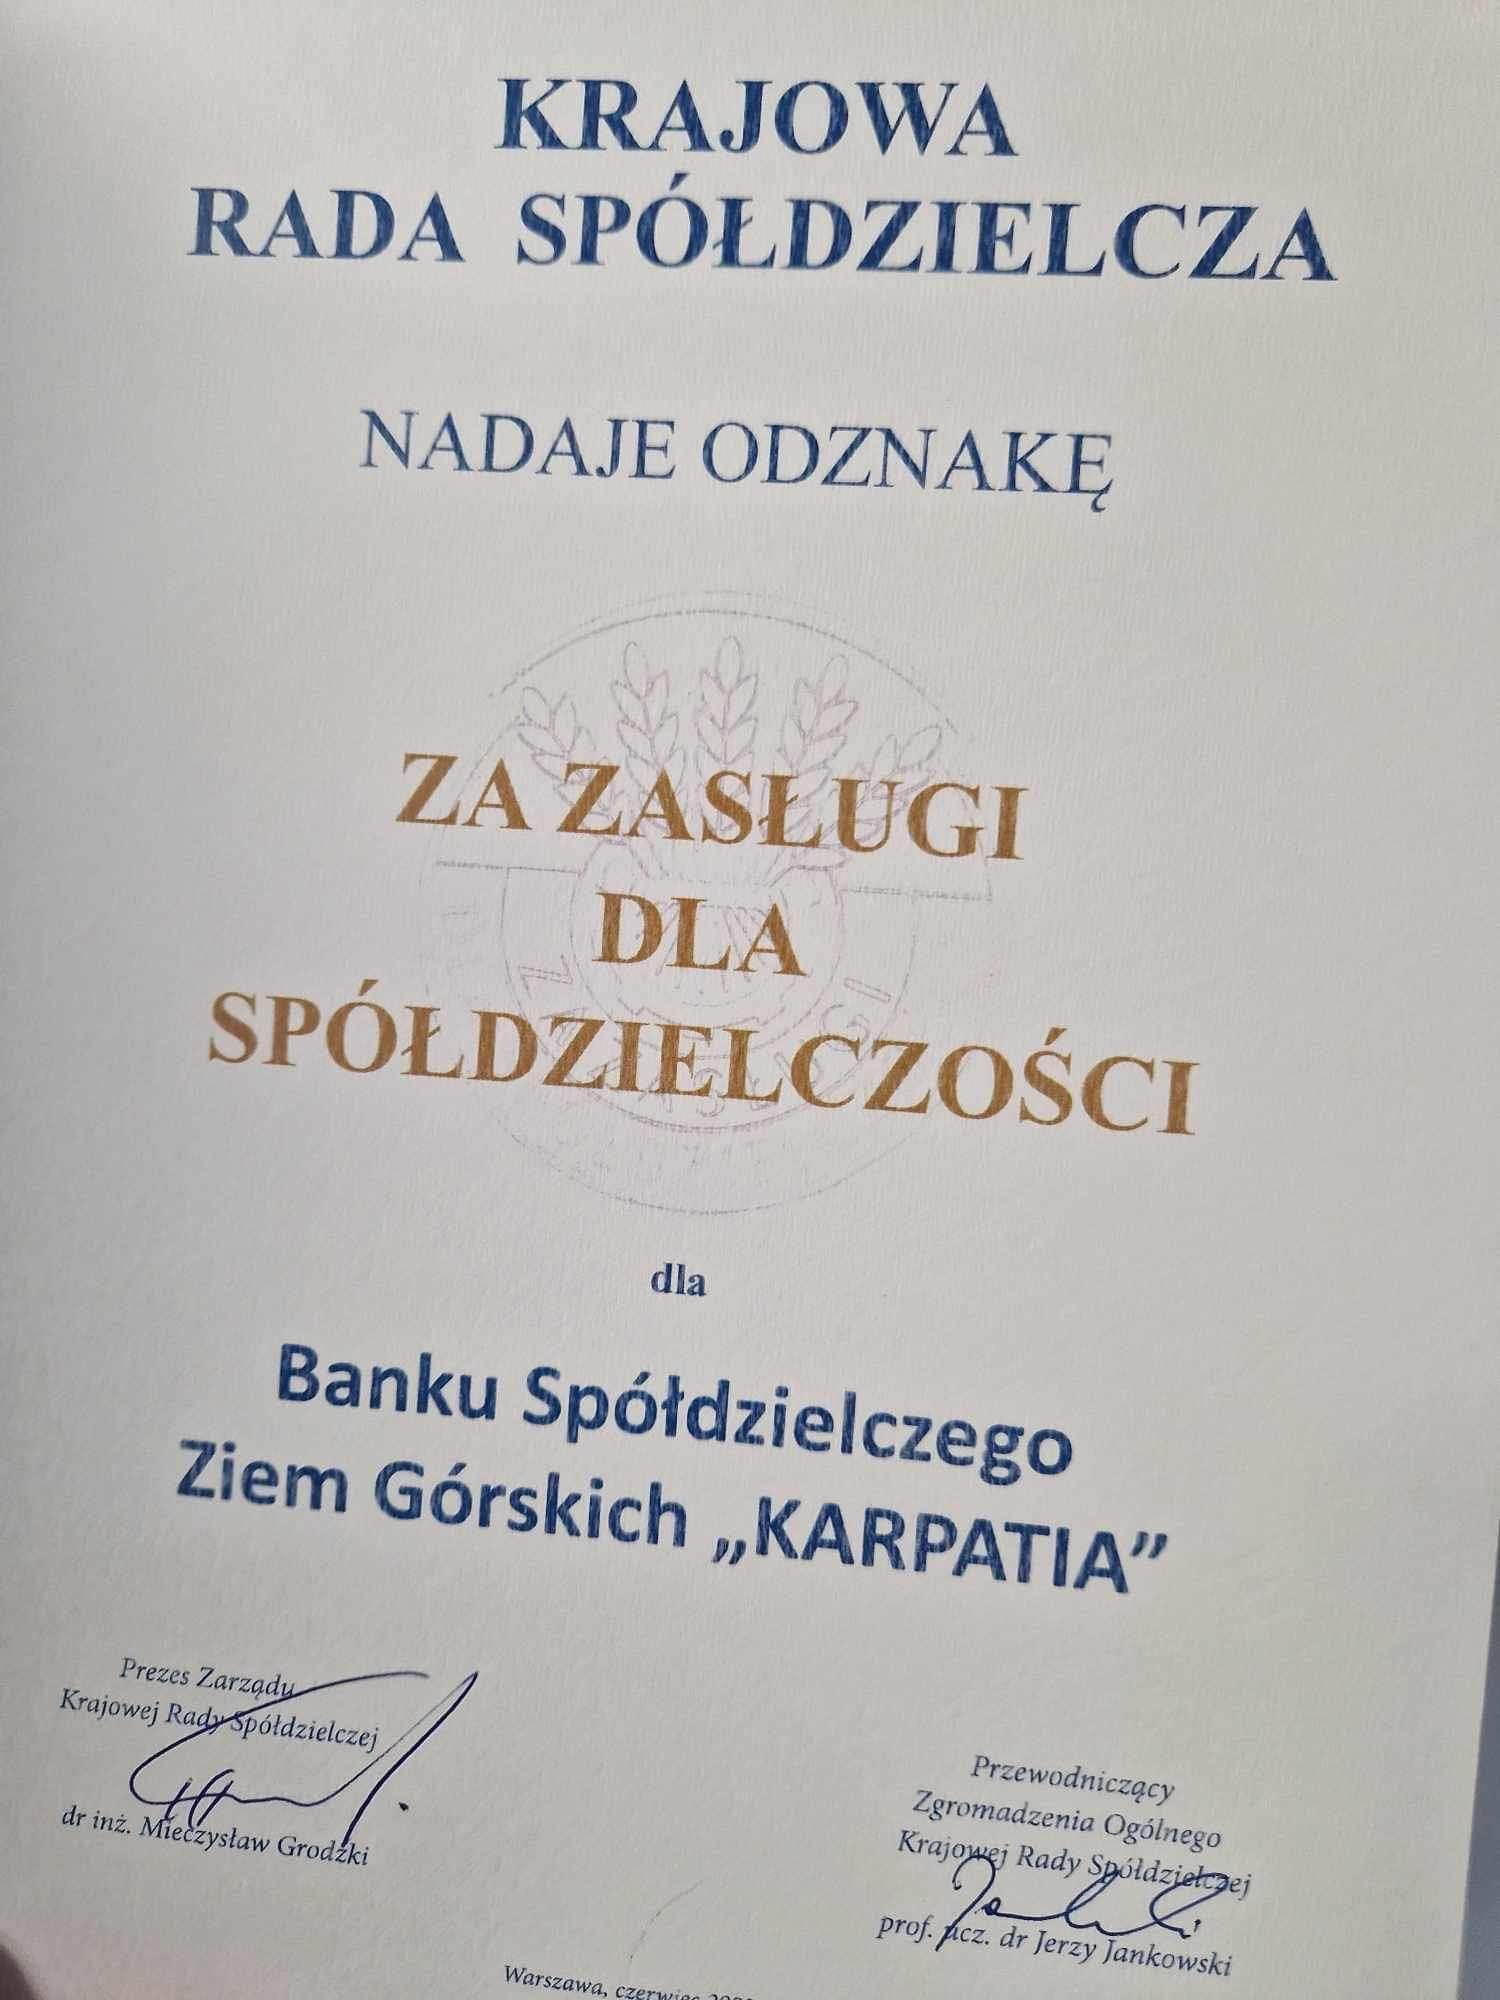 KRAJOWA
RADA SPÓŁDZIELCZA
NADAJE ODZNAKĘ
ZA ZASŁUGI
DLA
SPÓŁDZIELCZOŚCI
dla
Banku Spółdzielczego
Ziem Górskich „KARPATIA”
Prezes Zarządu
Krajowej Rady Spółdzielczej
dr inż. Mieczysław Grodzki
Przewodniczący
Zgromadzenia Ogólnego
Krajowej Rady Spółdzielczej
prof. ucz. dr Jerzy Jankowski
Warszawa, czerwiec